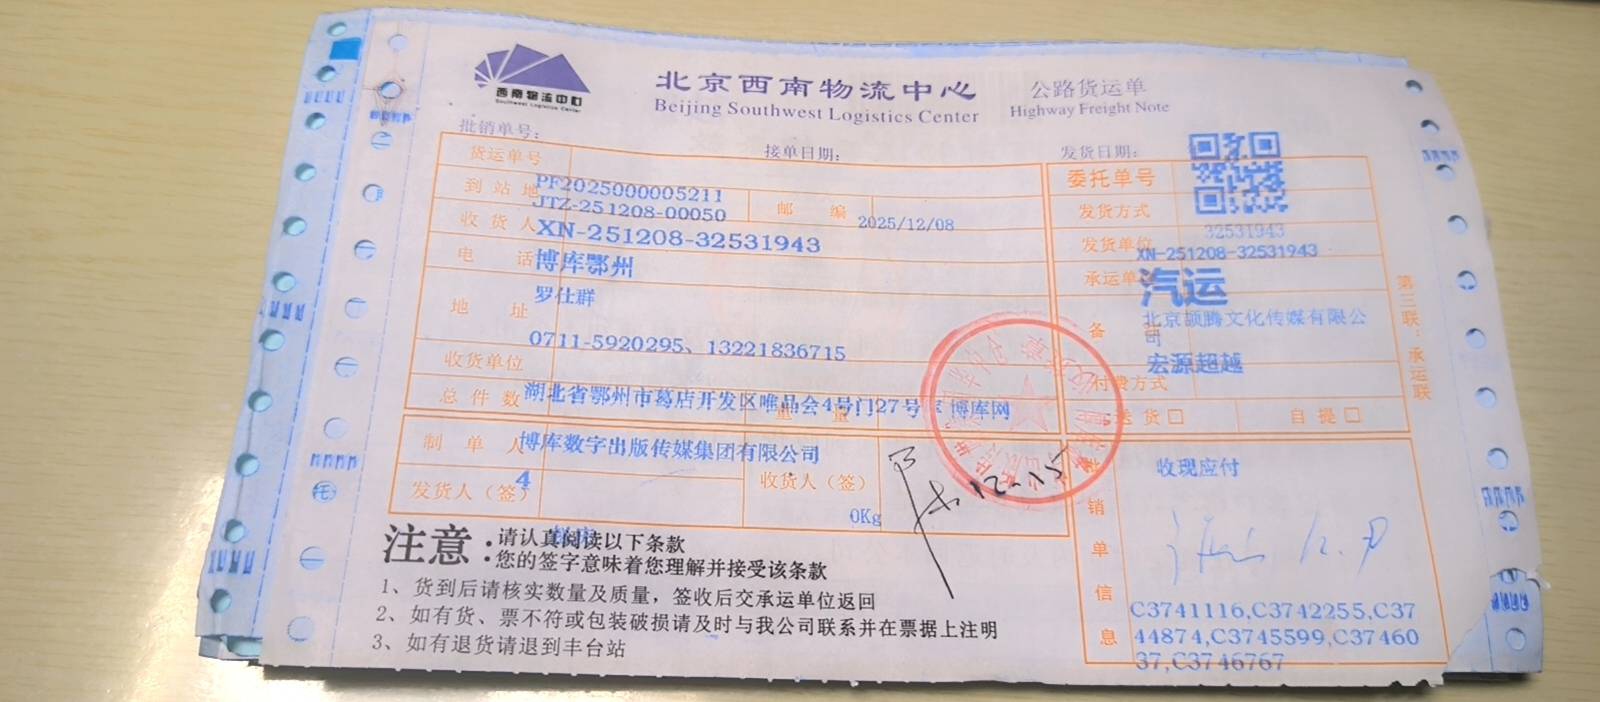 西南物流中心
Southwest Logistics Center
北京西南物流中心
Beijing Southwest Logistics Center
公路货运单
Highway Freight Note
批销单号:
接单日期:
发货日期:
货运单号
PF2025000005211
到站地
JTZ-251208-00050
邮编
2025/12/08
收货人
XN-251208-32531943
电话
博库鄂州
罗仕群
地址
0711-5920295、13221836715
收货单位
总件数
湖北省鄂州市葛店开发区唯品会4号门27号
博库网
重量
制单人
博库数字出版传媒集团有限公司
4
发货人(签)
收货人(签)
0Kg
12-15
委托单号
发货方式
32531943
发货单位
XN-251208-32531943
承运单
汽运
备
北京颉腾文化传媒有限公
司
宏源超越
付费方式
送货□
自提□
收现应付
销单信息
C3741116,C3742255,C37
44874,C3745599,C37460
37,C3746767
第三联:承运联
注意:
请认真阅读以下条款
您的签字意味着您理解并接受该条款
1、货到后请核实数量及质量，签收后交承运单位返回
2、如有货、票不符或包装破损请及时与我公司联系并在票据上注明
3、如有退货请退到丰台站